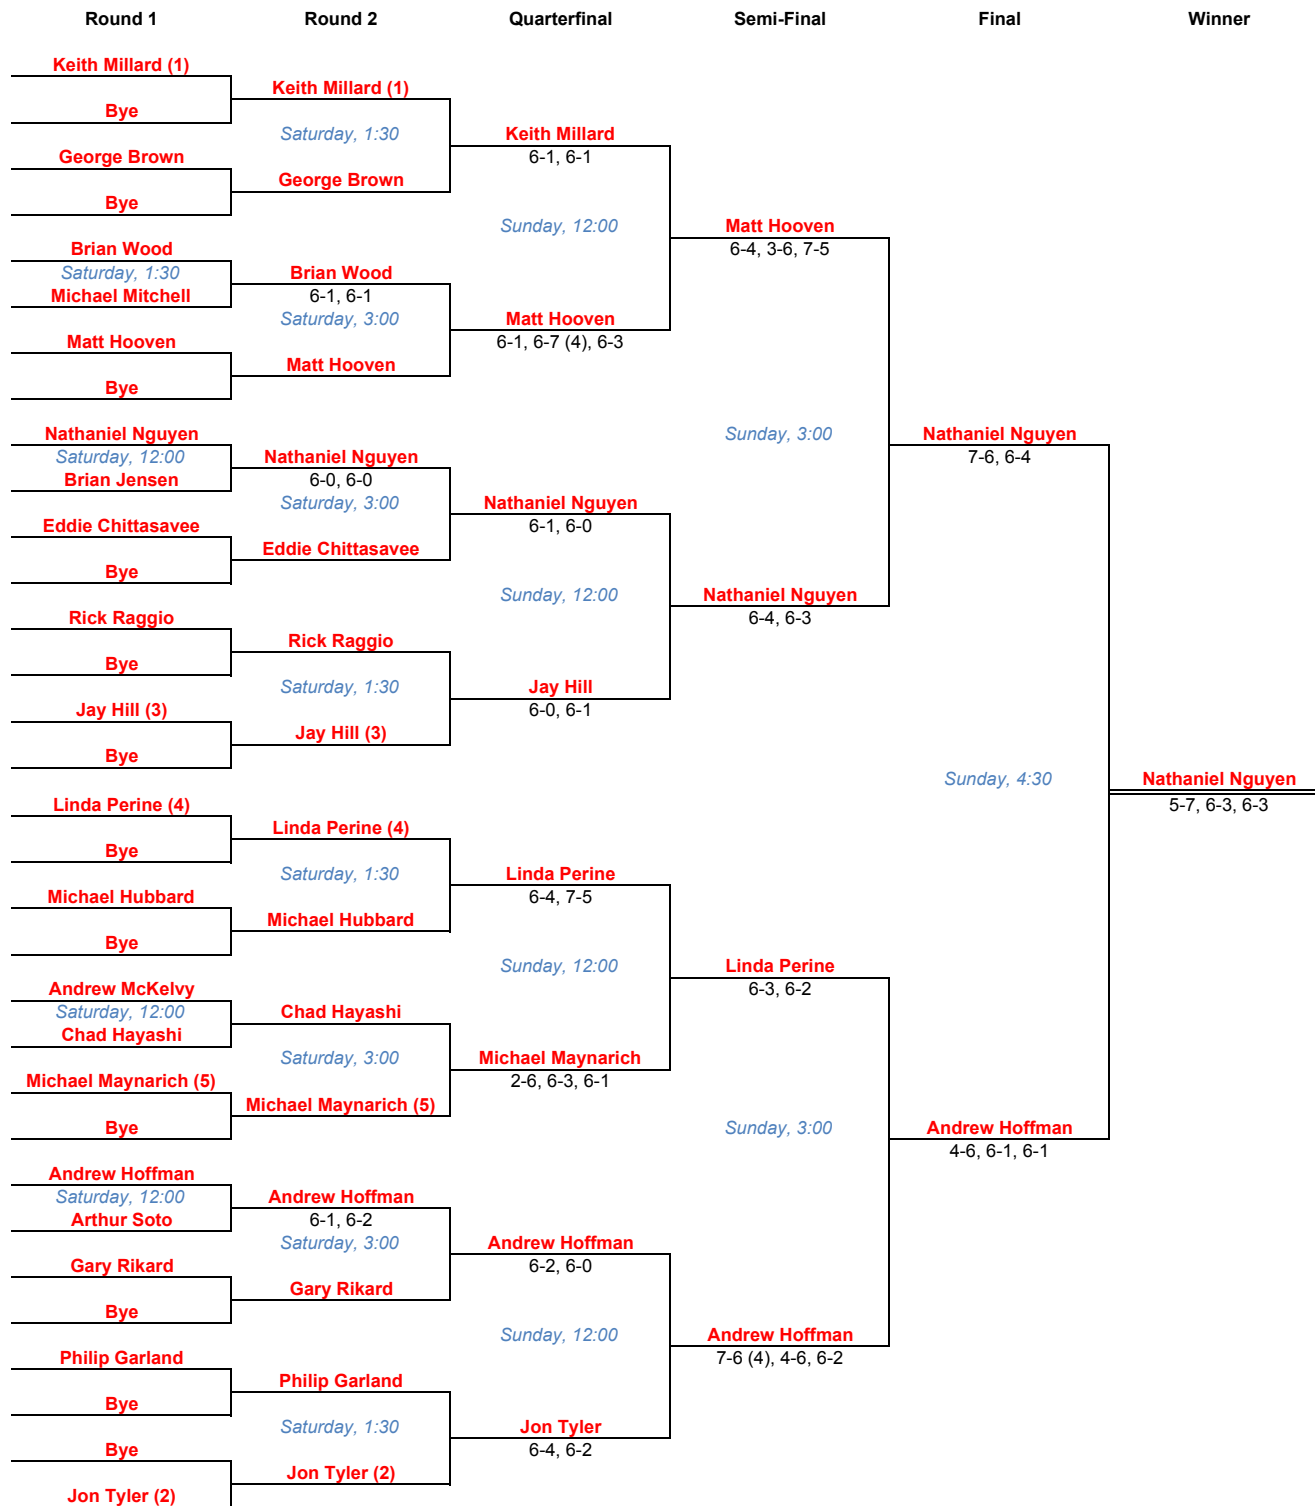 Round 1
Round 2
Quarterfinal
Semi-Final
Final
Winner
Keith Millard (1)
Bye
George Brown
Bye
Brian Wood
Saturday, 1:30
Michael Mitchell
Matt Hooven
Bye
Nathaniel Nguyen
Saturday, 12:00
Brian Jensen
Eddie Chittasavee
Bye
Rick Raggio
Bye
Jay Hill (3)
Bye
Linda Perine (4)
Bye
Michael Hubbard
Bye
Andrew McKelvy
Saturday, 12:00
Chad Hayashi
Michael Maynarich (5)
Bye
Andrew Hoffman
Saturday, 12:00
Arthur Soto
Gary Rikard
Bye
Philip Garland
Bye
Bye
Jon Tyler (2)
Keith Millard (1)
Saturday, 1:30
George Brown
Brian Wood
6-1, 6-1
Saturday, 3:00
Matt Hooven
Nathaniel Nguyen
6-0, 6-0
Saturday, 3:00
Eddie Chittasavee
Rick Raggio
Saturday, 1:30
Jay Hill (3)
Linda Perine (4)
Saturday, 1:30
Michael Hubbard
Chad Hayashi
Saturday, 3:00
Michael Maynarich (5)
Andrew Hoffman
6-1, 6-2
Saturday, 3:00
Gary Rikard
Philip Garland
Saturday, 1:30
Jon Tyler (2)
Keith Millard
6-1, 6-1
Sunday, 12:00
Matt Hooven
6-1, 6-7 (4), 6-3
Nathaniel Nguyen
6-1, 6-0
Sunday, 12:00
Jay Hill
6-0, 6-1
Linda Perine
6-4, 7-5
Sunday, 12:00
Michael Maynarich
2-6, 6-3, 6-1
Andrew Hoffman
6-2, 6-0
Sunday, 12:00
Jon Tyler
6-4, 6-2
Matt Hooven
6-4, 3-6, 7-5
Sunday, 3:00
Nathaniel Nguyen
6-4, 6-3
Linda Perine
6-3, 6-2
Sunday, 3:00
Andrew Hoffman
7-6 (4), 4-6, 6-2
Nathaniel Nguyen
7-6, 6-4
Sunday, 4:30
Andrew Hoffman
4-6, 6-1, 6-1
Nathaniel Nguyen
5-7, 6-3, 6-3